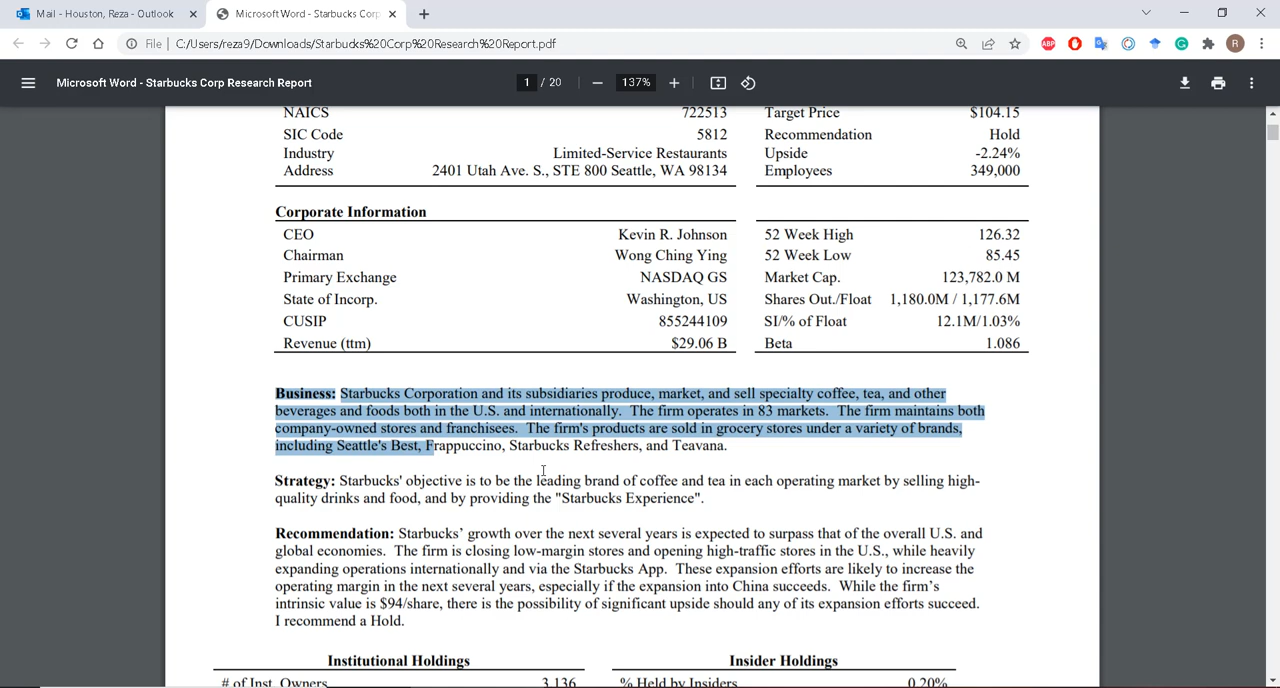 Mail - Houston, Reza - Outlook
Microsoft Word - Starbucks Corp
File
C:/Users/reza9/Downloads/Starbucks%20Corp%20Research%20Report.pdf
ABP
R
Microsoft Word - Starbucks Corp Research Report
1 / 20
137%
NAICS 722513 Target Price $104.15
SIC Code 5812 Recommendation Hold
Industry Limited-Service Restaurants Upside -2.24%
Address 2401 Utah Ave. S., STE 800 Seattle, WA 98134 Employees 349,000
Corporate Information
CEO Kevin R. Johnson 52 Week High 126.32
Chairman Wong Ching Ying 52 Week Low 85.45
Primary Exchange NASDAQ GS Market Cap. 123,782.0 M
State of Incorp. Washington, US Shares Out./Float 1,180.0M / 1,177.6M
CUSIP 855244109 SI/% of Float 12.1M/1.03%
Revenue (ttm) $29.06 B Beta 1.086
Business: Starbucks Corporation and its subsidiaries produce, market, and sell specialty coffee, tea, and other
beverages and foods both in the U.S. and internationally. The firm operates in 83 markets. The firm maintains both
company-owned stores and franchisees. The firm's products are sold in grocery stores under a variety of brands,
including Seattle's Best, Frappuccino, Starbucks Refreshers, and Teavana.
Strategy: Starbucks' objective is to be the leading brand of coffee and tea in each operating market by selling high-
quality drinks and food, and by providing the "Starbucks Experience".
Recommendation: Starbucks’ growth over the next several years is expected to surpass that of the overall U.S. and
global economies. The firm is closing low-margin stores and opening high-traffic stores in the U.S., while heavily
expanding operations internationally and via the Starbucks App. These expansion efforts are likely to increase the
operating margin in the next several years, especially if the expansion into China succeeds. While the firm’s
intrinsic value is $94/share, there is the possibility of significant upside should any of its expansion efforts succeed.
I recommend a Hold.
Institutional Holdings Insider Holdings
# of Inst. Owners 3,136 % Held by Insiders 0.20%